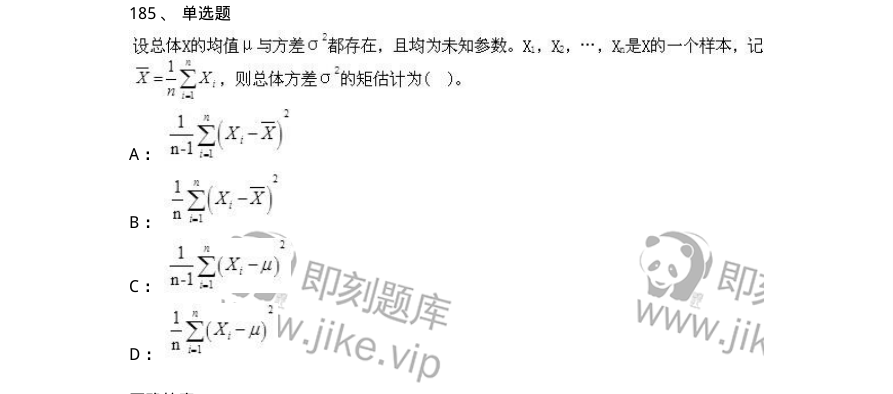 185、 单选题
设总体X的均值μ与方差σ²都存在，且均为未知参数。X₁，X₂，…，Xₙ是X的一个样本，记
X̄=1/n ∑ᵢ₌₁ⁿ Xᵢ，则总体方差σ²的矩估计为( )。
A： 1/(n-1) ∑ᵢ₌₁ⁿ (Xᵢ-X̄)²
B： 1/n ∑ᵢ₌₁ⁿ (Xᵢ-X̄)²
C： 1/(n-1) ∑ᵢ₌₁ⁿ (Xᵢ-μ)²
D： 1/n ∑ᵢ₌₁ⁿ (Xᵢ-μ)²
即刻题库
w.jike.vip
即刻
www.jik